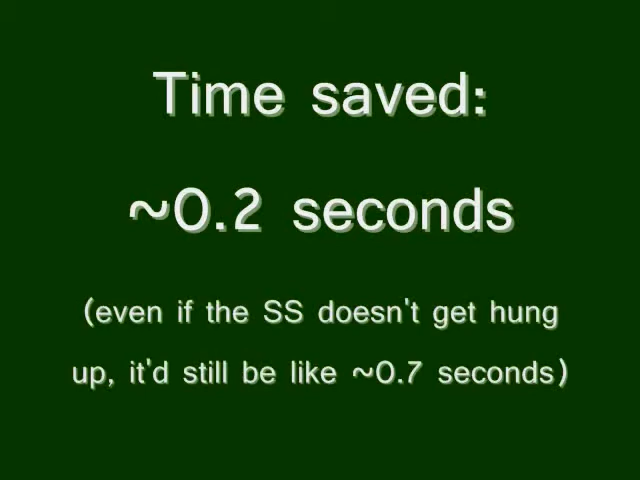 Time saved:
~0.2 seconds
(even if the SS doesn't get hung
up, it'd still be like ~0.7 seconds)